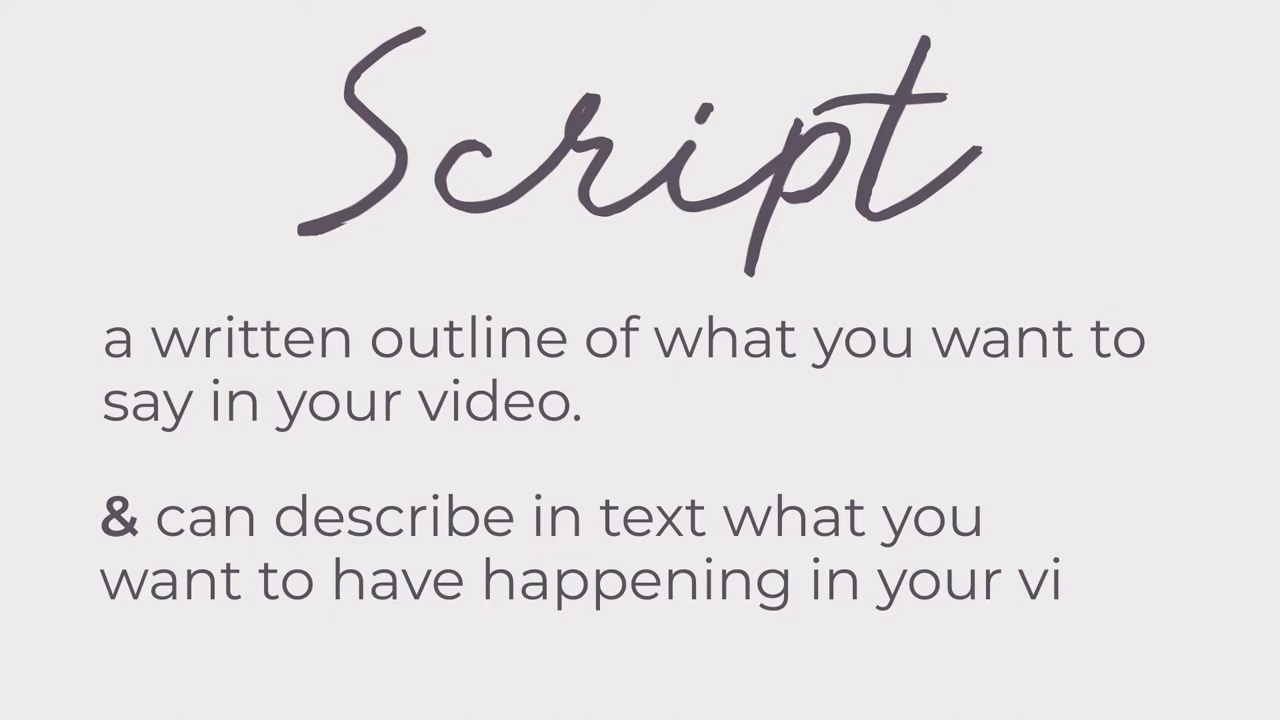 Script
a written outline of what you want to
say in your video.
& can describe in text what you
want to have happening in your vi